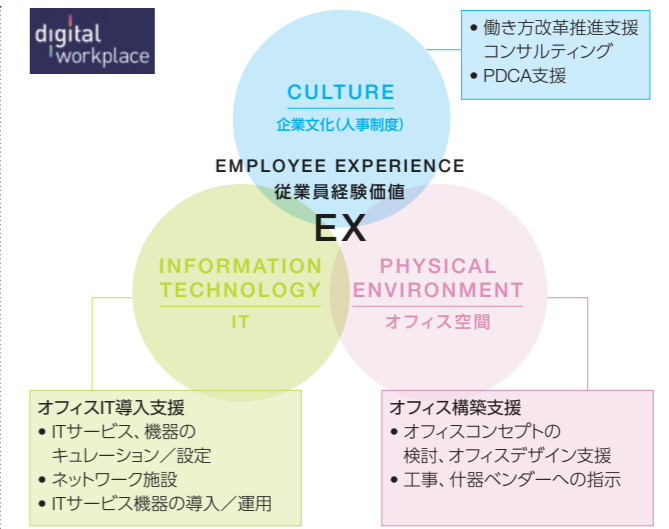 digital
workplace
• 働き方改革推進支援
コンサルティング
• PDCA支援
CULTURE
企業文化(人事制度)
EMPLOYEE EXPERIENCE
従業員経験価値
EX
INFORMATION
TECHNOLOGY
IT
PHYSICAL
ENVIRONMENT
オフィス空間
オフィスIT導入支援
• ITサービス、機器の
キュレーション／設定
• ネットワーク施設
• ITサービス機器の導入／運用
オフィス構築支援
• オフィスコンセプトの
検討、オフィスデザイン支援
• 工事、什器ベンダーへの指示